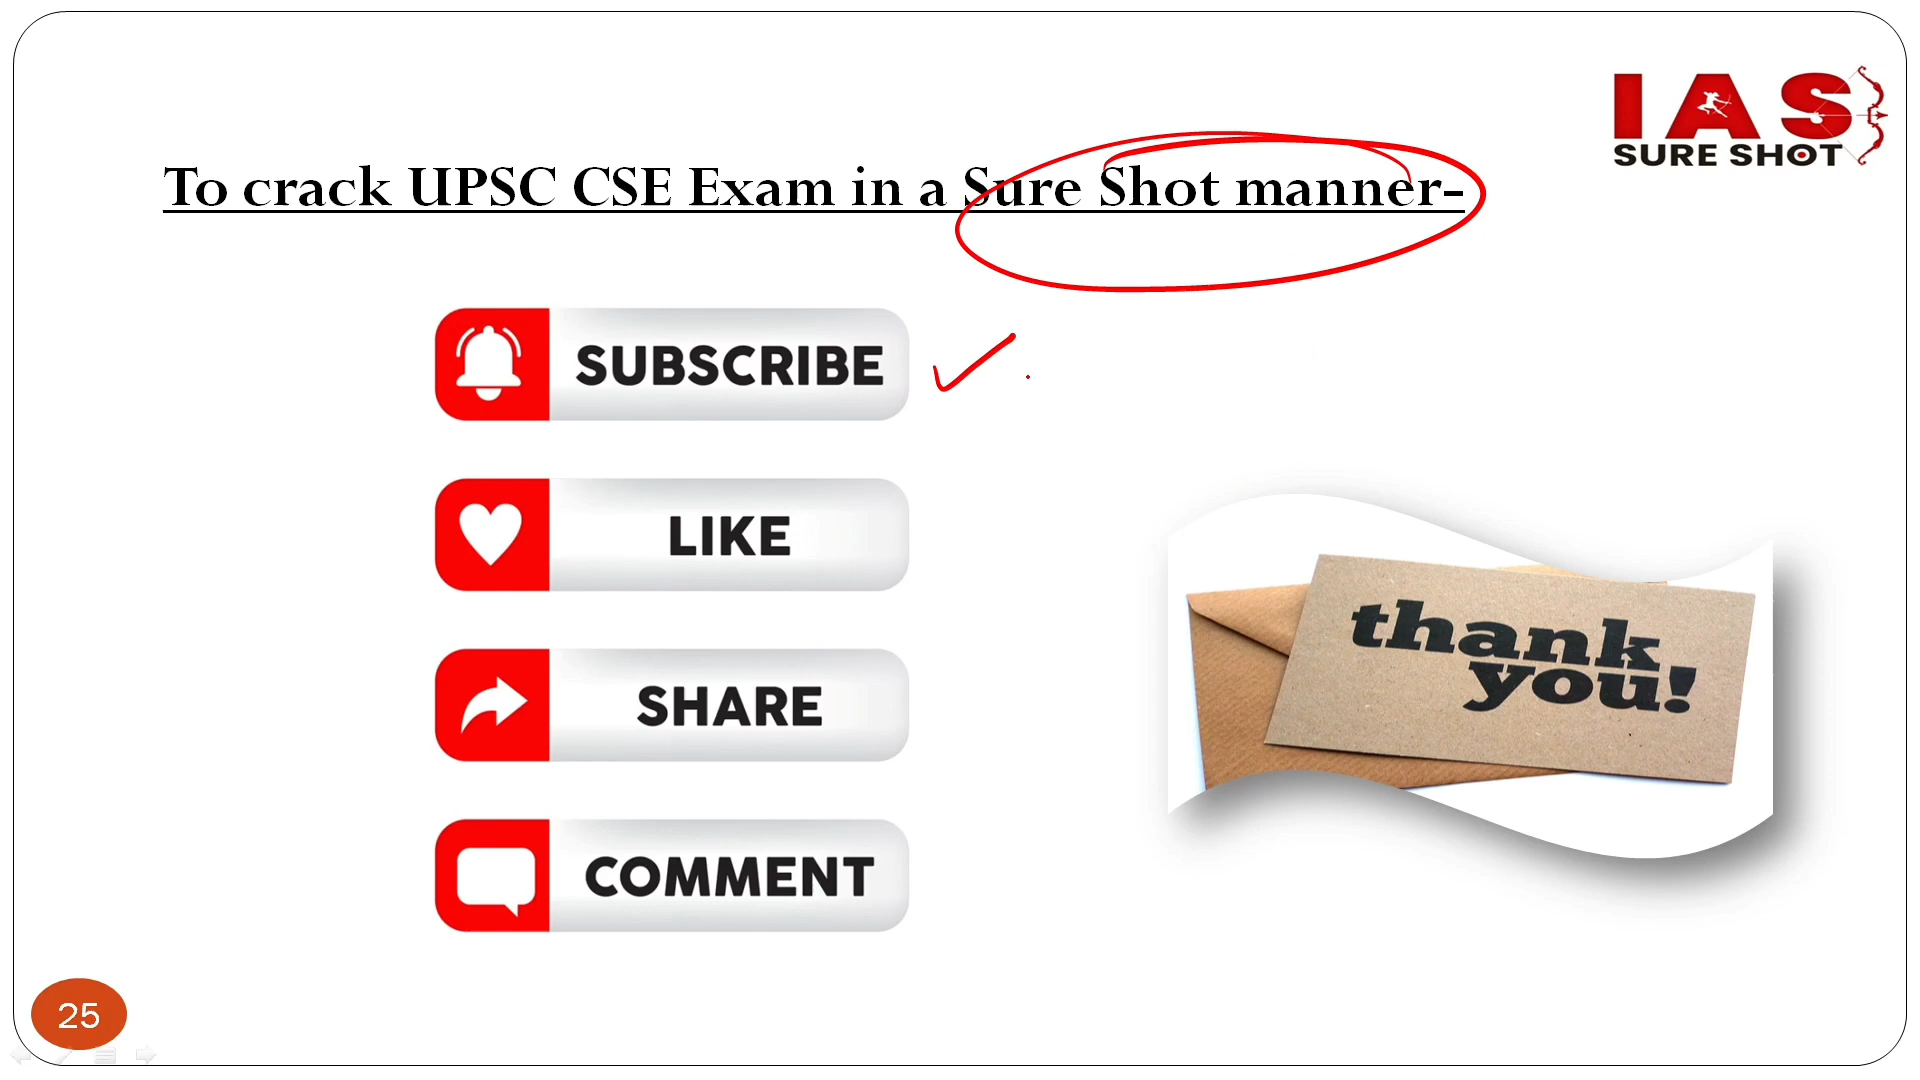 IAS
SURE SHOT
To crack UPSC CSE Exam in a Sure Shot manner-
SUBSCRIBE
LIKE
SHARE
COMMENT
thank
you!
25